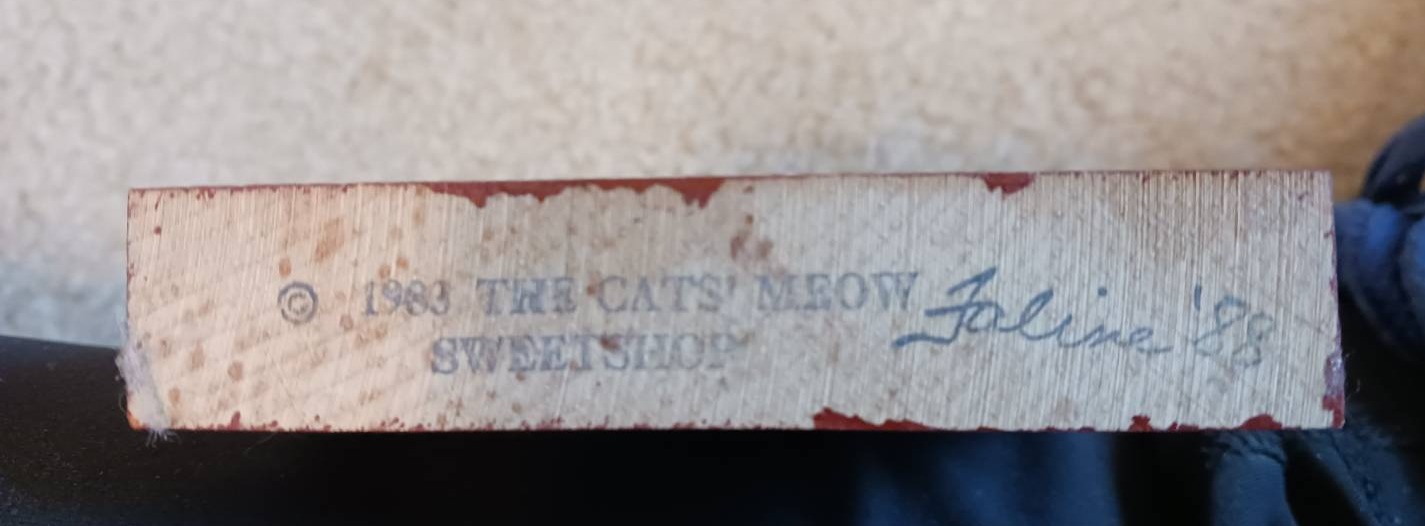 © 1983 THE CATS' MEOW Faline '88
SWEETSHOP